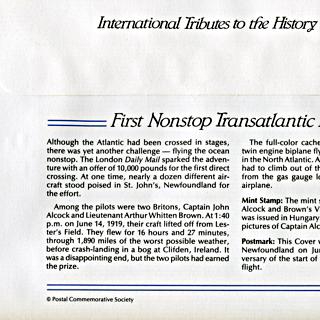 International Tributes to the History
First Nonstop Transatlantic
Although the Atlantic had been crossed in stages,
there was yet another challenge — flying the ocean
nonstop. The London Daily Mail sparked the adven-
ture with an offer of 10,000 pounds for the first direct
crossing. At one time, nearly a dozen different air-
craft stood poised in St. John's, Newfoundland for
the effort.
Among the pilots were two Britons, Captain John
Alcock and Lieutenant Arthur Whitten Brown. At 1:40
p.m. on June 14, 1919, their craft lifted off from Les-
ter's Field. They flew for 16 hours and 27 minutes,
through 1,890 miles of the worst possible weather,
before crash-landing in a bog at Clifden, Ireland. It
was a disappointing end, but the two pilots had earned
the prize.
The full-color cache
twin engine biplane fly
in the North Atlantic. A
had to climb out of th
from the gas flow le
airplane.
Mint Stamp: The mint s
Alcock and Brown's V
was issued in Hungary
pictures of Captain Alc
Postmark: This Cover v
Newfoundland on Jun
versary of the start of
flight.
© Postal Commemorative Society